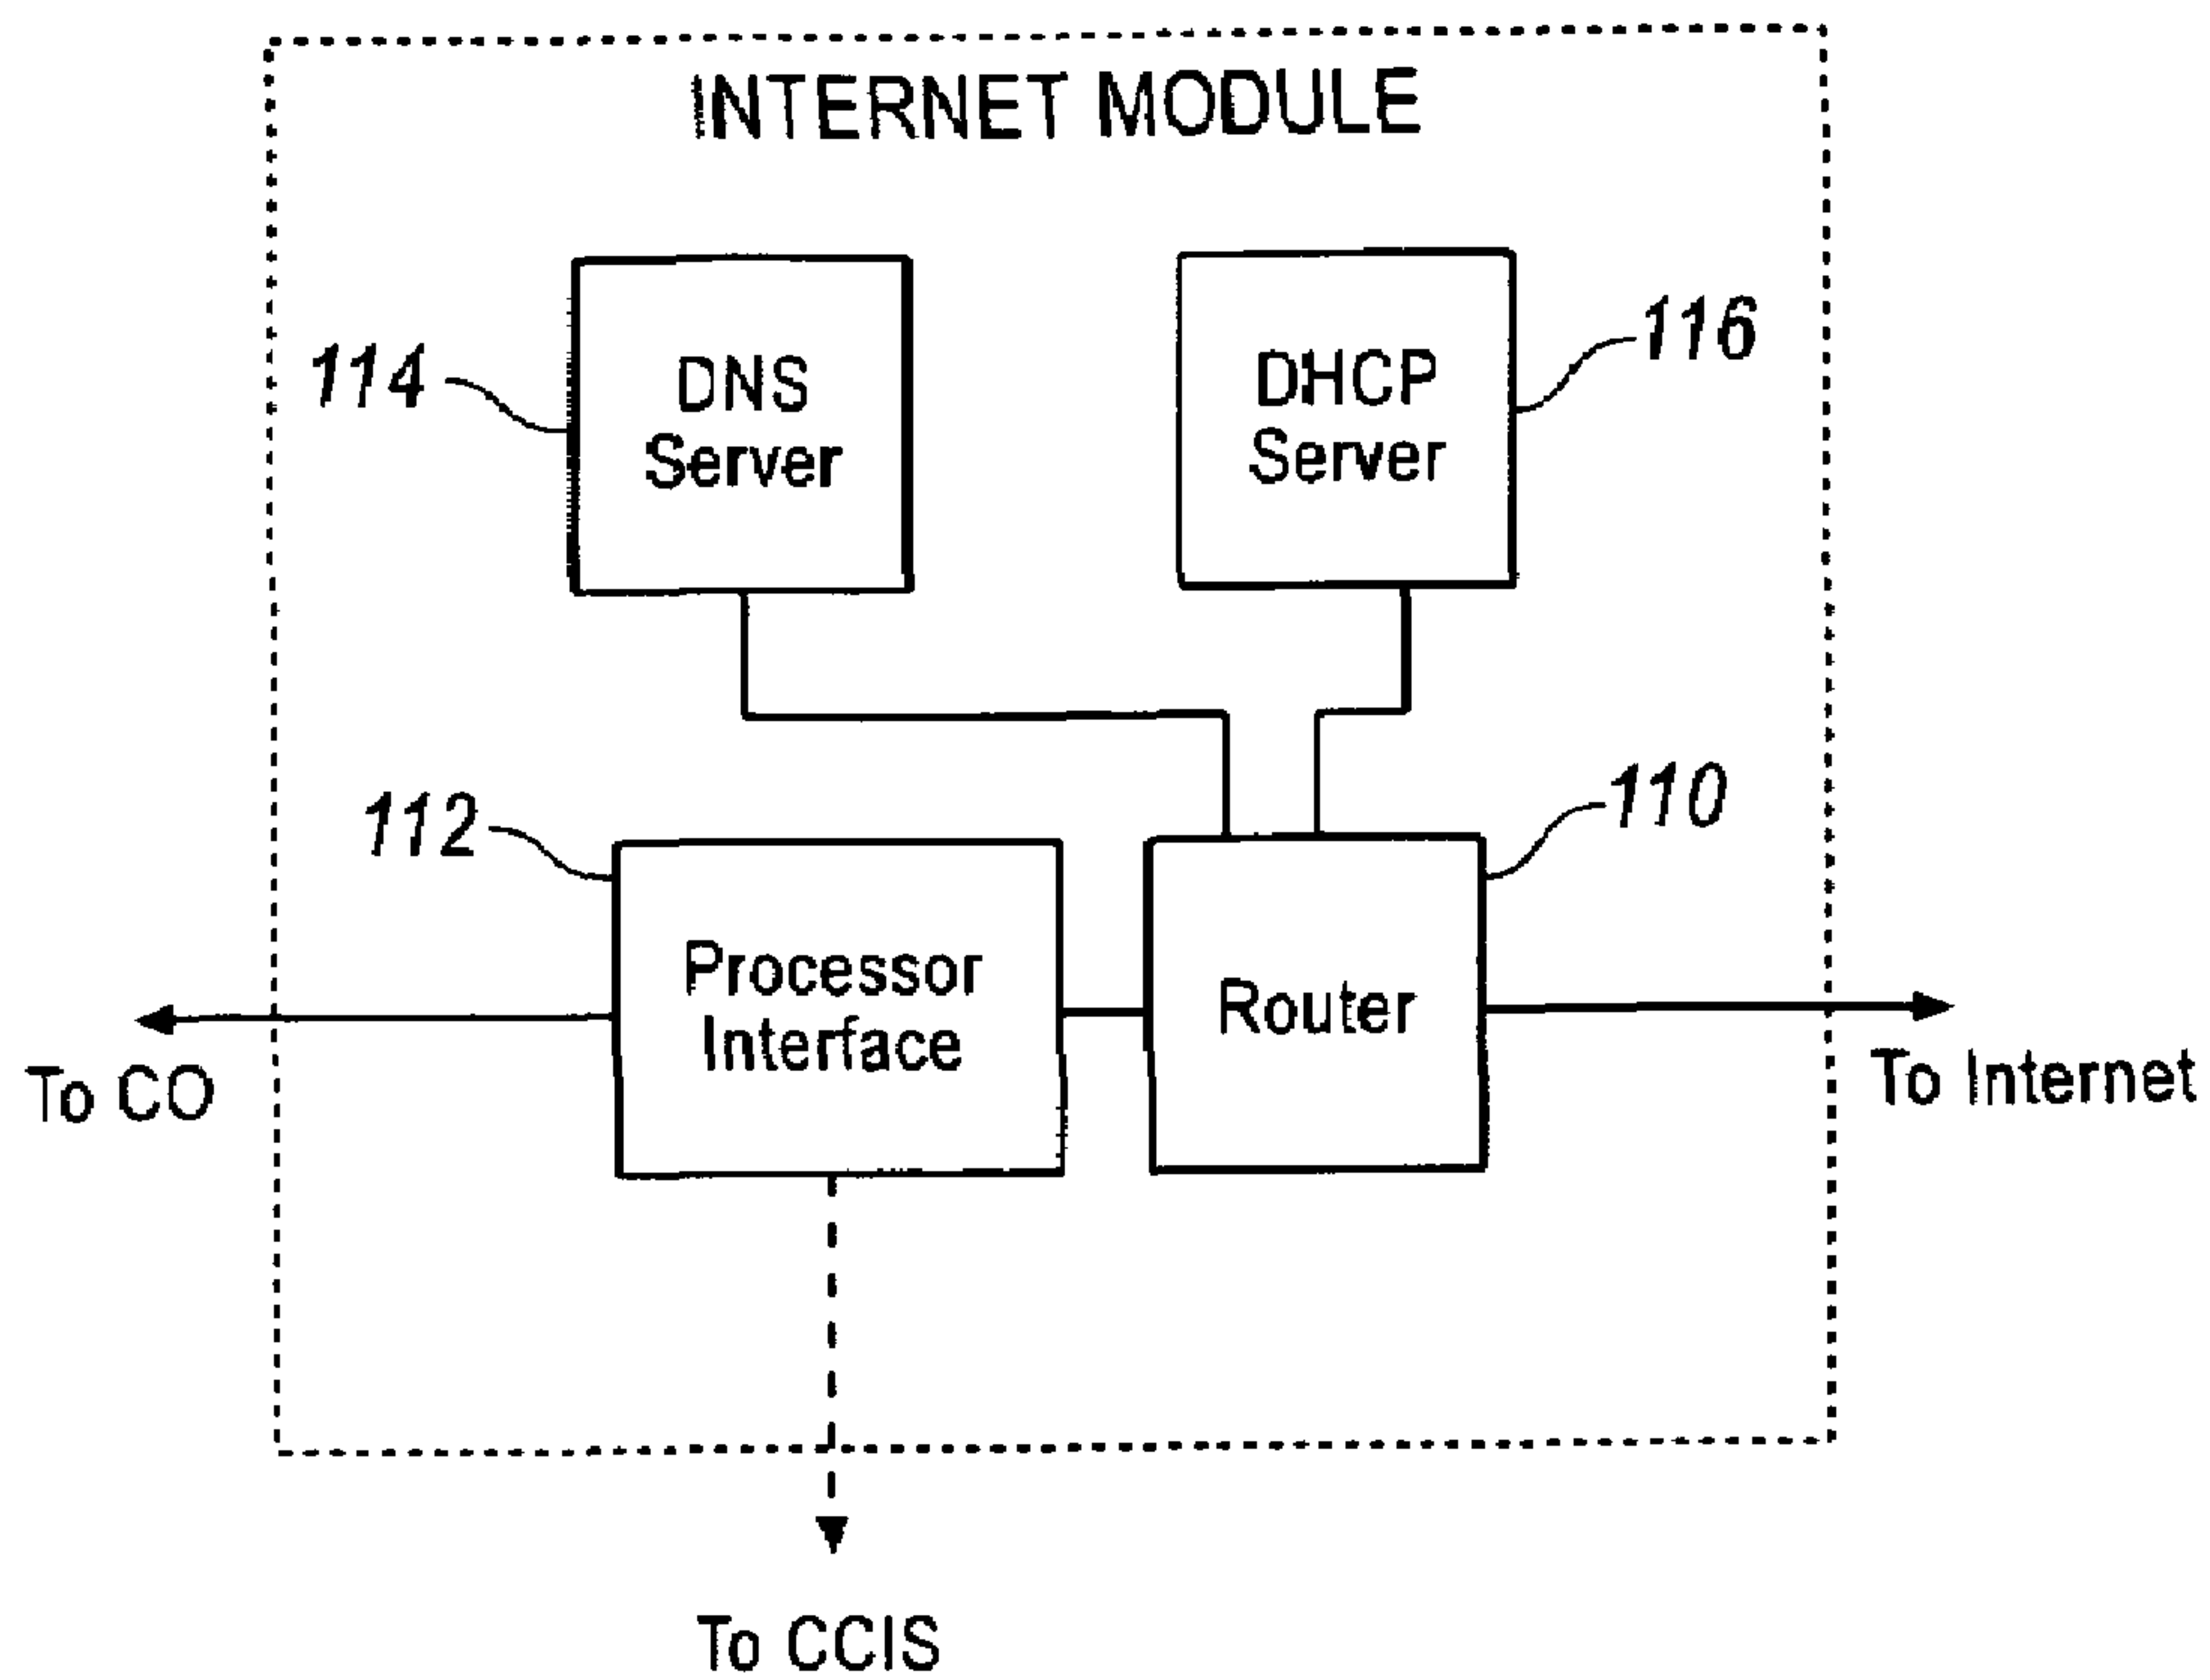 INTERNET MODULE
114
DNS
Server
DHCP
Server
116
112
Processor
Interface
Router
110
To CO
To Internet
To CCIS